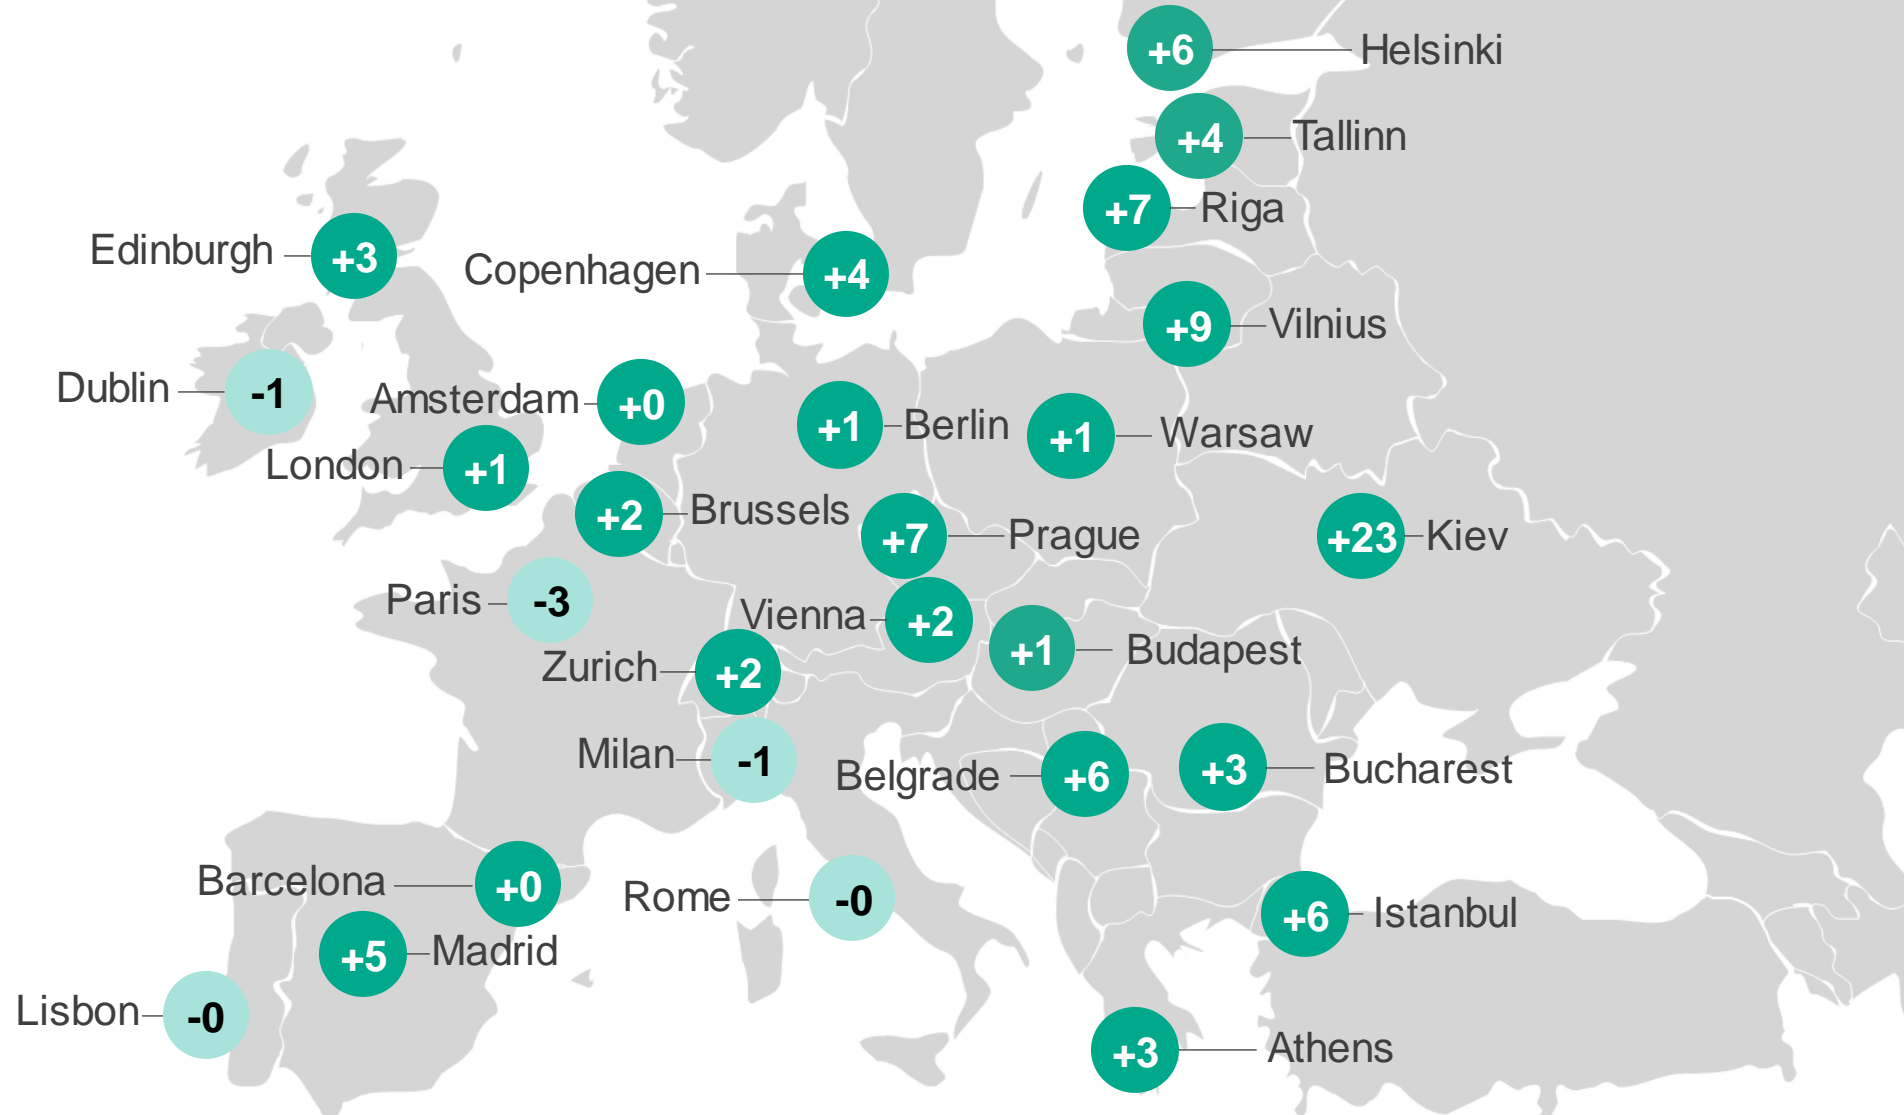 +6 Helsinki
+4 Tallinn
+7 Riga
Edinburgh +3
Copenhagen +4
+9 Vilnius
Dublin -1
Amsterdam +0
+1 Berlin
+1 Warsaw
London +1
+2 Brussels
+7 Prague
+23 Kiev
Paris -3
Vienna +2
+1 Budapest
Zurich +2
Milan -1
Belgrade +6
+3 Bucharest
Barcelona +0
Rome -0
+6 Istanbul
+5 Madrid
Lisbon -0
+3 Athens